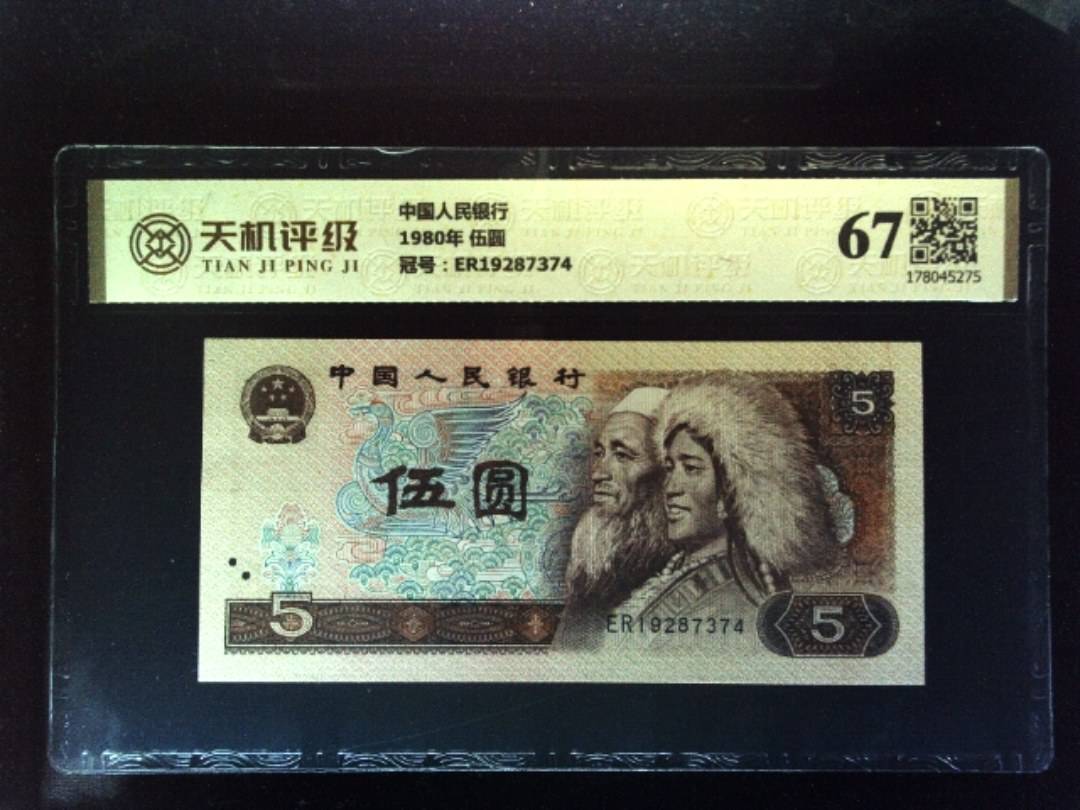 天机评级
TIAN JI PING JI
中国人民银行
1980年 伍圆
冠号：ER19287374
67
178045275
中国人民银行
5
伍圆
5
ER19287374
5